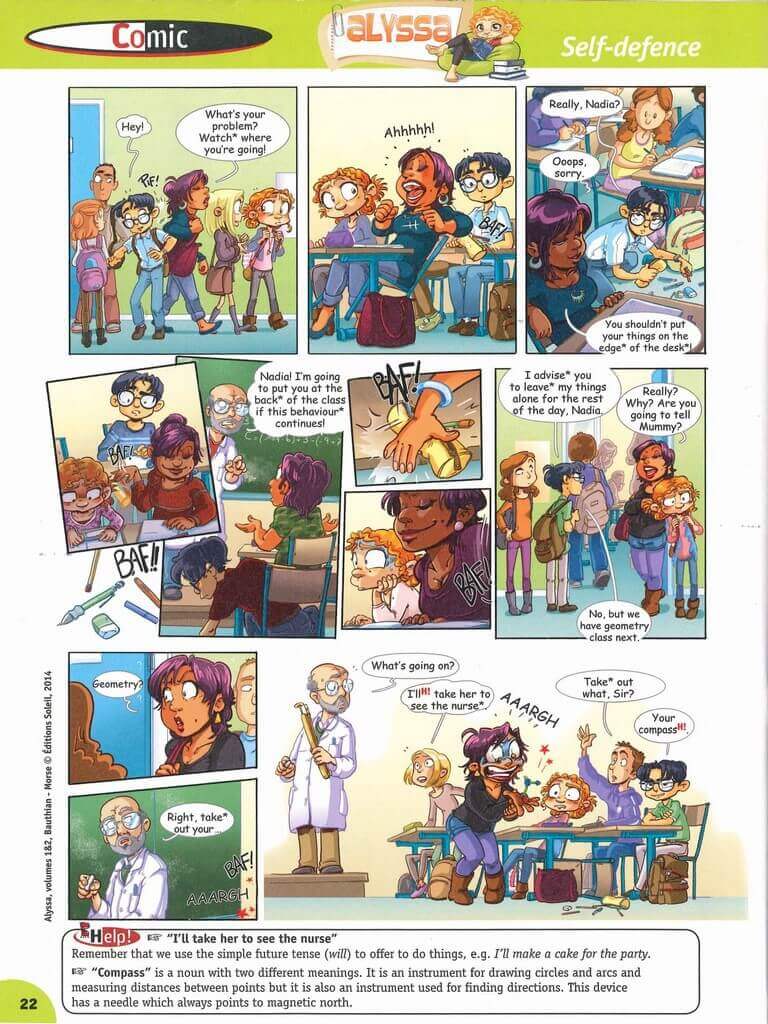 Comic
ALYSSA
Self-defence
Hey!
What's your
problem?
Watch* where
you're going!
PIF!
Ahhhhh!
BAF!
Really, Nadia?
Ooops,
sorry.
You shouldn't put
your things on the
edge* of the desk*!
BAF!
BAF!!
Nadia! I'm going
to put you at the
back* of the class
if this behaviour*
continues!
BAF!
BAF!
I advise* you
to leave* my things
alone for the rest
of the day, Nadia.
Really?
Why? Are you
going to tell
Mummy?
No, but we
have geometry
class next.
Geometry?
Right, take*
out your...
BAF!
AAARGH
What's going on?
I'll H! take her to
see the nurse*.
AAARGH
Take* out
what, Sir?
Your
compass H!.
Alyssa, volumes 1&2, Bauthian - Morse © Éditions Soleil, 2014
Help! ☞ "I'll take her to see the nurse"
Remember that we use the simple future tense (will) to offer to do things, e.g. I'll make a cake for the party.
☞ "Compass" is a noun with two different meanings. It is an instrument for drawing circles and arcs and
measuring distances between points but it is also an instrument used for finding directions. This device
has a needle which always points to magnetic north.
22